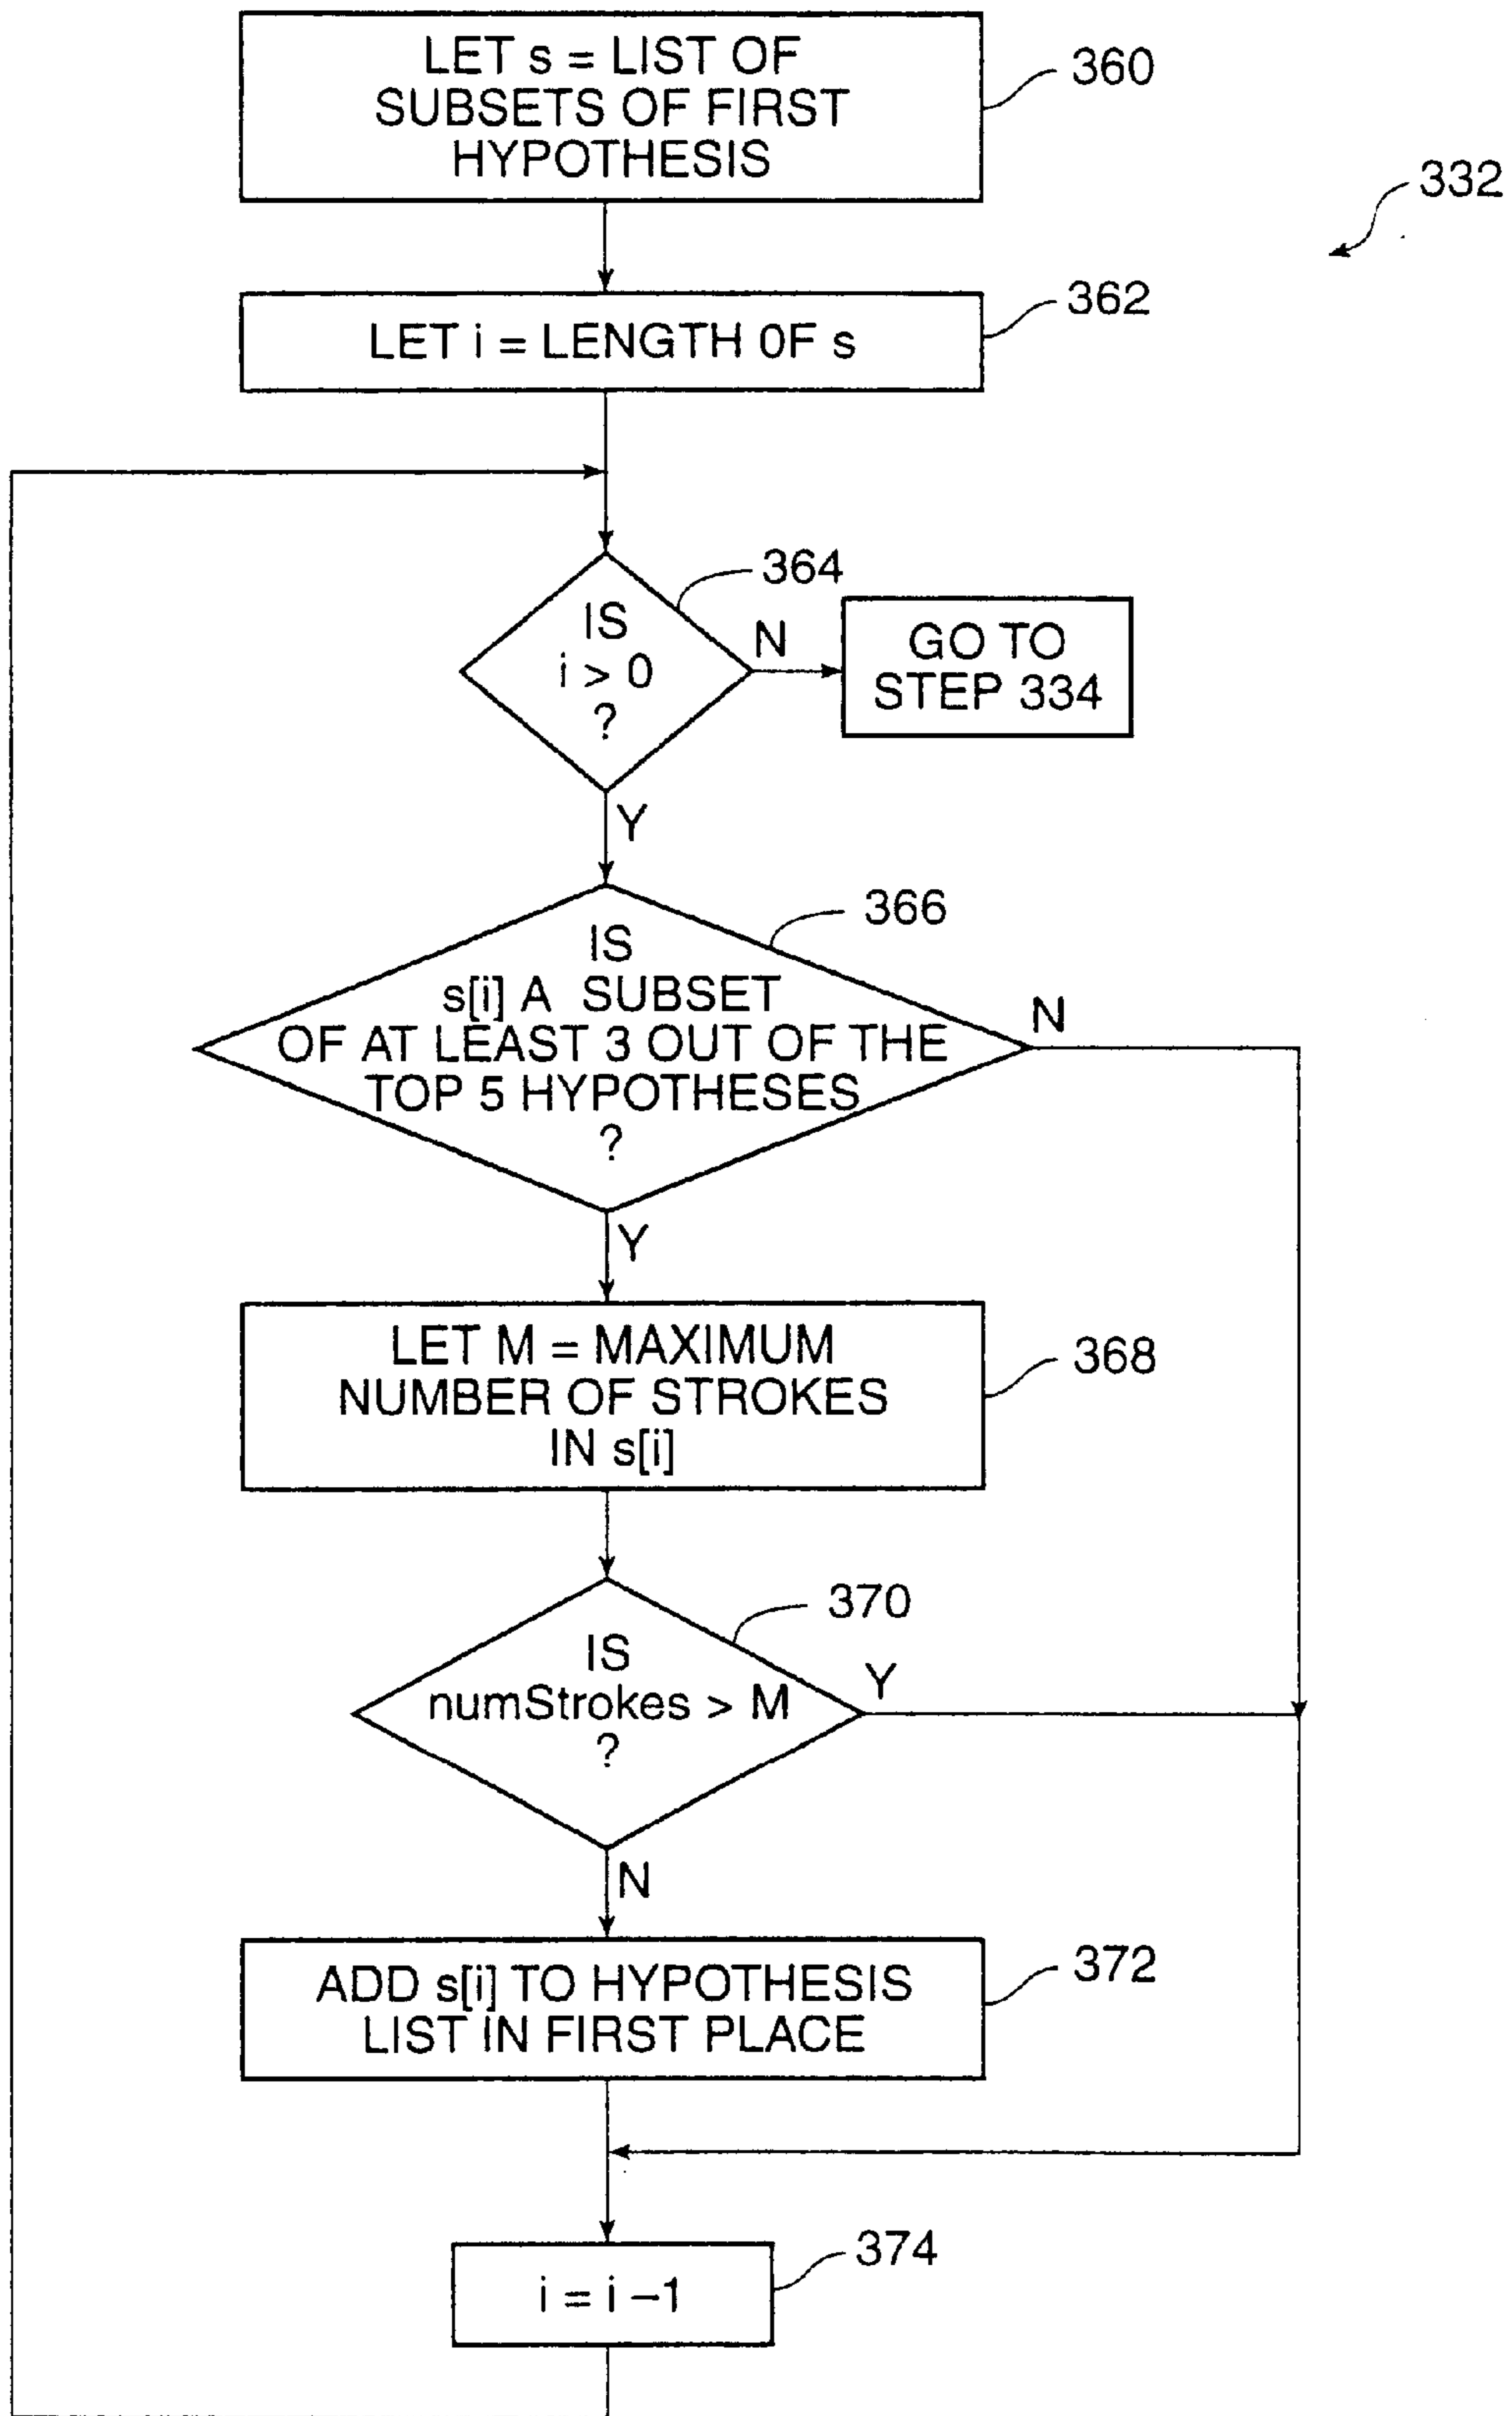 LET s = LIST OF
SUBSETS OF FIRST
HYPOTHESIS
360
332
LET i = LENGTH OF s
362
364
IS
i > 0
?
N
GO TO
STEP 334
Y
366
IS
s[i] A SUBSET
OF AT LEAST 3 OUT OF THE
TOP 5 HYPOTHESES
?
N
Y
LET M = MAXIMUM
NUMBER OF STROKES
IN s[i]
368
370
IS
numStrokes > M
?
Y
N
ADD s[i] TO HYPOTHESIS
LIST IN FIRST PLACE
372
374
i = i –1